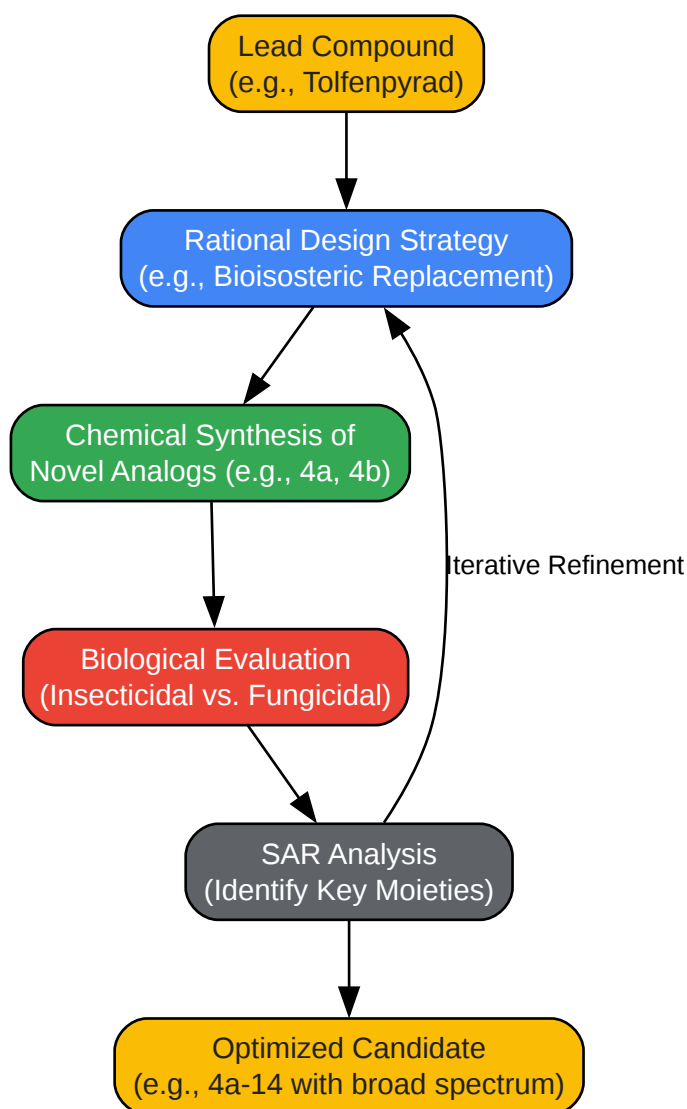 Lead Compound
(e.g., Tolfenpyrad)
Rational Design Strategy
(e.g., Bioisosteric Replacement)
Chemical Synthesis of
Novel Analogs (e.g., 4a, 4b)
Iterative Refinement
Biological Evaluation
(Insecticidal vs. Fungicidal)
SAR Analysis
(Identify Key Moieties)
Optimized Candidate
(e.g., 4a-14 with broad spectrum)